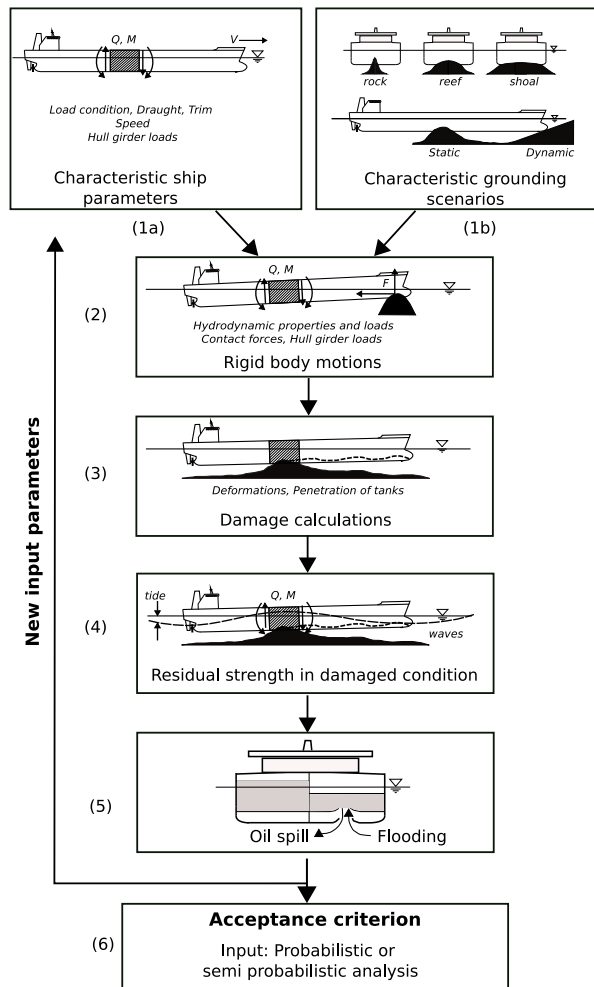 Q, M
V
Load condition, Draught, Trim
Speed
Hull girder loads
Characteristic ship
parameters
(1a)
rock
reef
shoal
Static
Dynamic
Characteristic grounding
scenarios
(1b)
(2)
Q, M
F
Hydrodynamic properties and loads
Contact forces, Hull girder loads
Rigid body motions
(3)
Deformations, Penetration of tanks
Damage calculations
New input parameters
(4)
tide
Q, M
waves
Residual strength in damaged condition
(5)
Oil spill
Flooding
(6)
Acceptance criterion
Input: Probabilistic or
semi probabilistic analysis